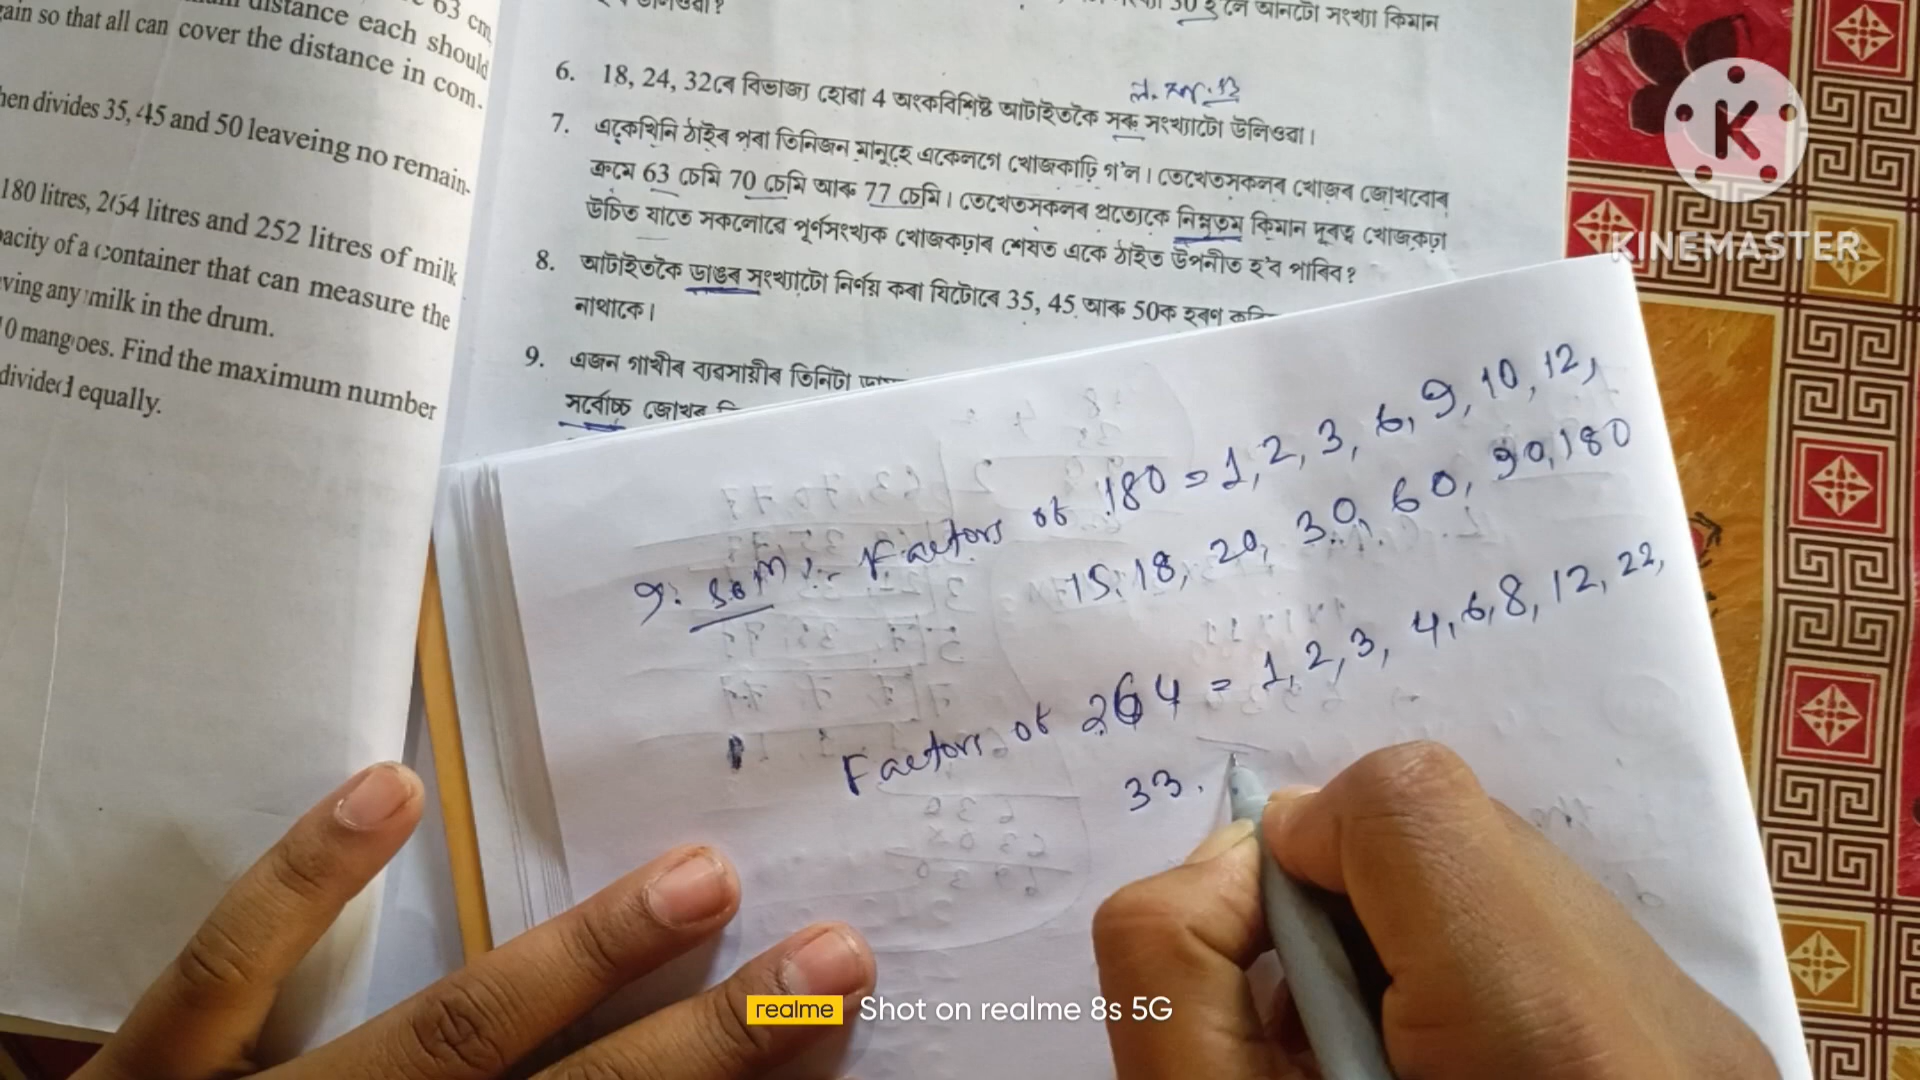 63 cm,
distance each should
gain so that all can cover the distance in com-
hen divides 35, 45 and 50 leaveing no remain-
180 litres, 264 litres and 252 litres of milk
pacity of a container that can measure the
ving any milk in the drum.
0 mangoes. Find the maximum number
divided equally.
আনটো সংখ্যা কিমান
6. 18, 24, 32ৰে বিভাজ্য হোৱা 4 অংকবিশিষ্ট আটাইতকৈ সৰু সংখ্যাটো উলিওৱা।
7. একেখিনি ঠাইৰ পৰা তিনিজন মানুহে একেলগে খোজকাঢ়ি গ'ল। তেখেতসকলৰ খোজৰ জোখবোৰ
ক্ৰমে 63 চেমি 70 চেমি আৰু 77 চেমি। তেখেতসকলৰ প্ৰত্যেকে নিম্নতম কিমান দূৰত্ব খোজকঢ়া
উচিত যাতে সকলোৱে পূৰ্ণসংখ্যক খোজকঢ়াৰ শেষত একে ঠাইত উপনীত হ'ব পাৰিব?
8. আটাইতকৈ ডাঙৰ সংখ্যাটো নিৰ্ণয় কৰা যিটোৱে 35, 45 আৰু 50ক হৰণ
নাথাকে।
9. এজন গাখীৰ ব্যৱসায়ীৰ তিনিটা
সৰ্বোচ্চ জোখৰ
9. Soln:- Factors of 180 = 1, 2, 3, 6, 9, 10, 12,
15, 18, 20, 30, 60, 90, 180
Factors of 264 = 1, 2, 3, 4, 6, 8, 12, 22,
33.
K
KINEMASTER
realme Shot on realme 8s 5G